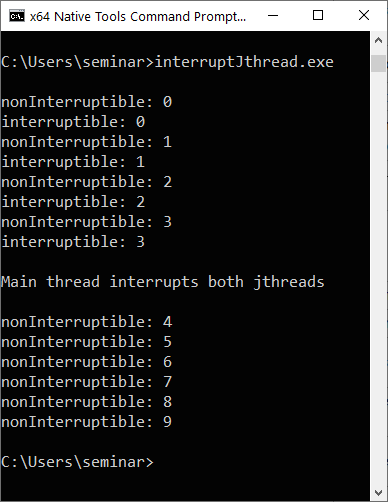 x64 Native Tools Command Prompt...
C:\Users\seminar>interruptJthread.exe
nonInterruptible: 0
interruptible: 0
nonInterruptible: 1
interruptible: 1
nonInterruptible: 2
interruptible: 2
nonInterruptible: 3
interruptible: 3
Main thread interrupts both jthreads
nonInterruptible: 4
nonInterruptible: 5
nonInterruptible: 6
nonInterruptible: 7
nonInterruptible: 8
nonInterruptible: 9
C:\Users\seminar>